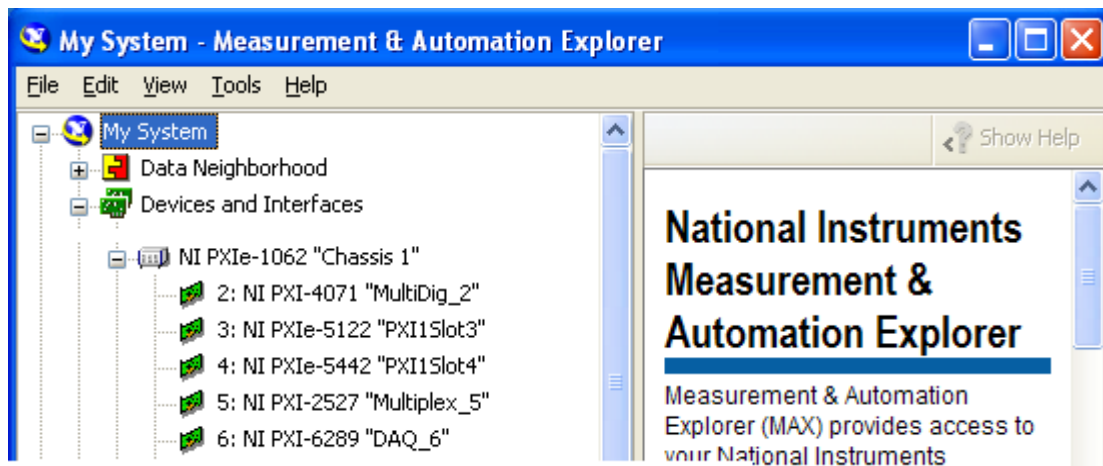 My System - Measurement & Automation Explorer
File Edit View Tools Help
My System
Data Neighborhood
Devices and Interfaces
NI PXIe-1062 "Chassis 1"
2: NI PXI-4071 "MultiDig_2"
3: NI PXIe-5122 "PXI1Slot3"
4: NI PXIe-5442 "PXI1Slot4"
5: NI PXI-2527 "Multiplex_5"
6: NI PXI-6289 "DAQ_6"
Show Help
National Instruments
Measurement &
Automation Explorer
Measurement & Automation
Explorer (MAX) provides access to
your National Instruments